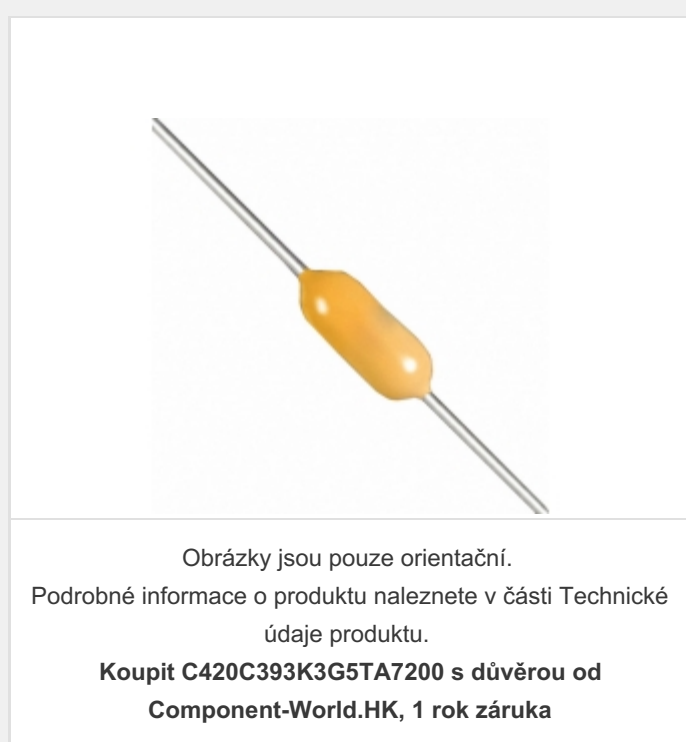 Obrázky jsou pouze orientační.
Podrobné informace o produktu naleznete v části Technické
údaje produktu.
Koupit C420C393K3G5TA7200 s důvěrou od
Component-World.HK, 1 rok záruka